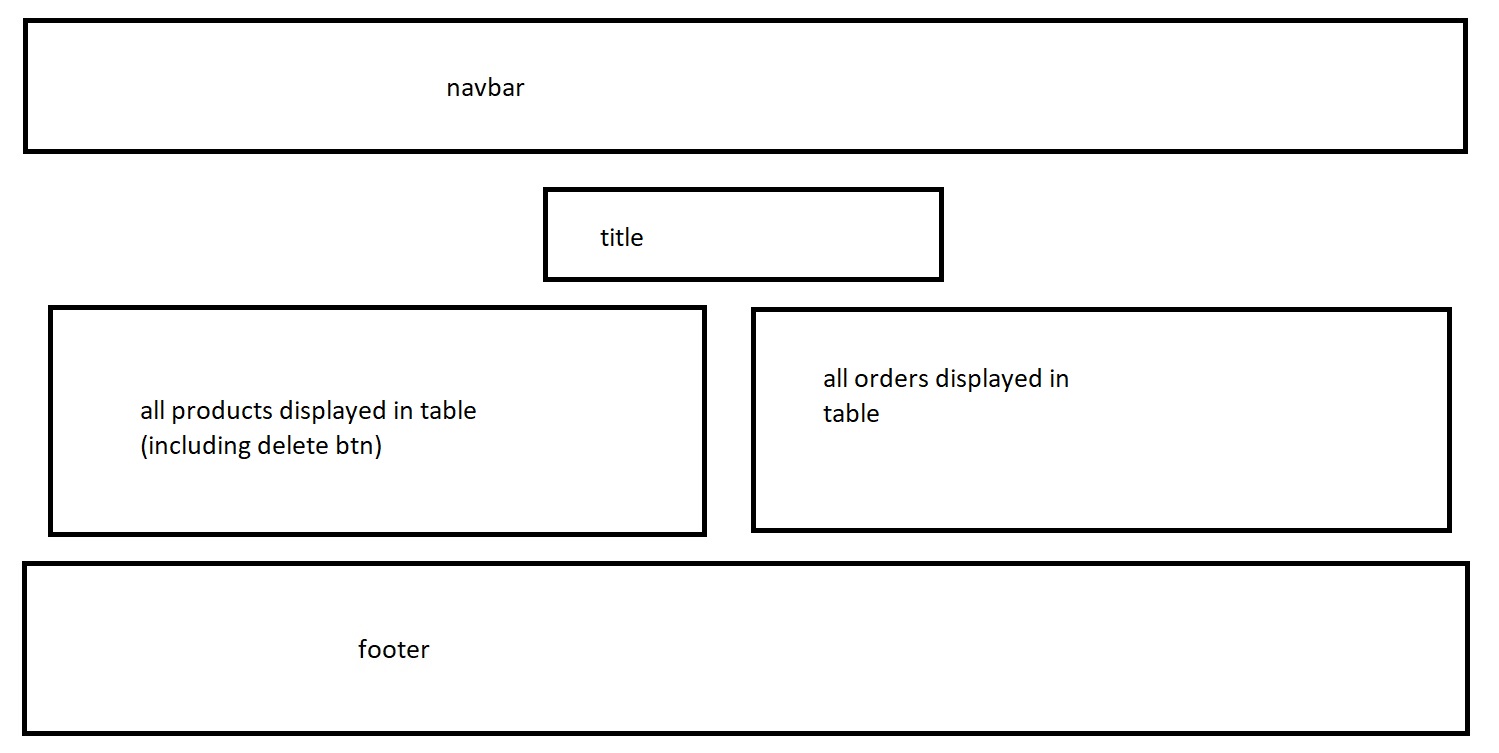 navbar
title
all products displayed in table
(including delete btn)
all orders displayed in
table
footer